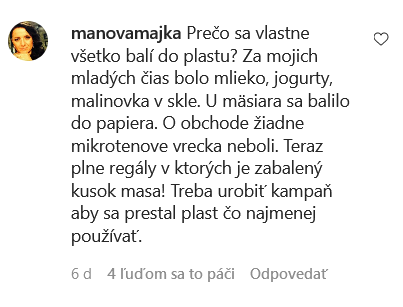 manovamajka Prečo sa vlastne
všetko balí do plastu? Za mojich
mladých čias bolo mlieko, jogurty,
malinovka v skle. U mäsiara sa balilo
do papiera. O obchode žiadne
mikrotenove vrecka neboli. Teraz
plne regály v ktorých je zabalený
kusok masa! Treba urobiť kampaň
aby sa prestal plast čo najmenej
používať.
6 d 4 ľuďom sa to páči Odpovedať